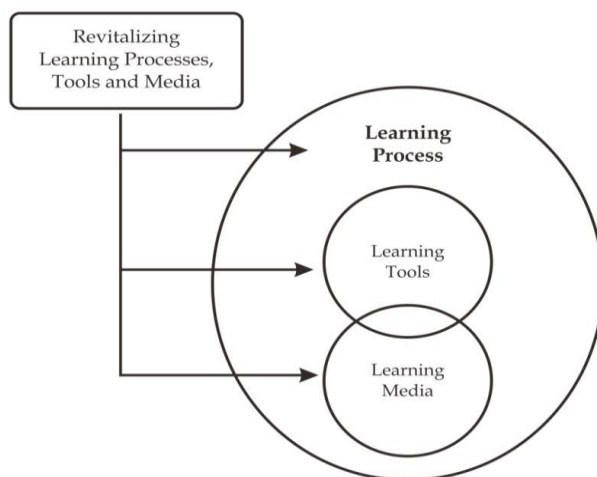 Revitalizing
Learning Processes,
Tools and Media
Learning
Process
Learning
Tools
Learning
Media